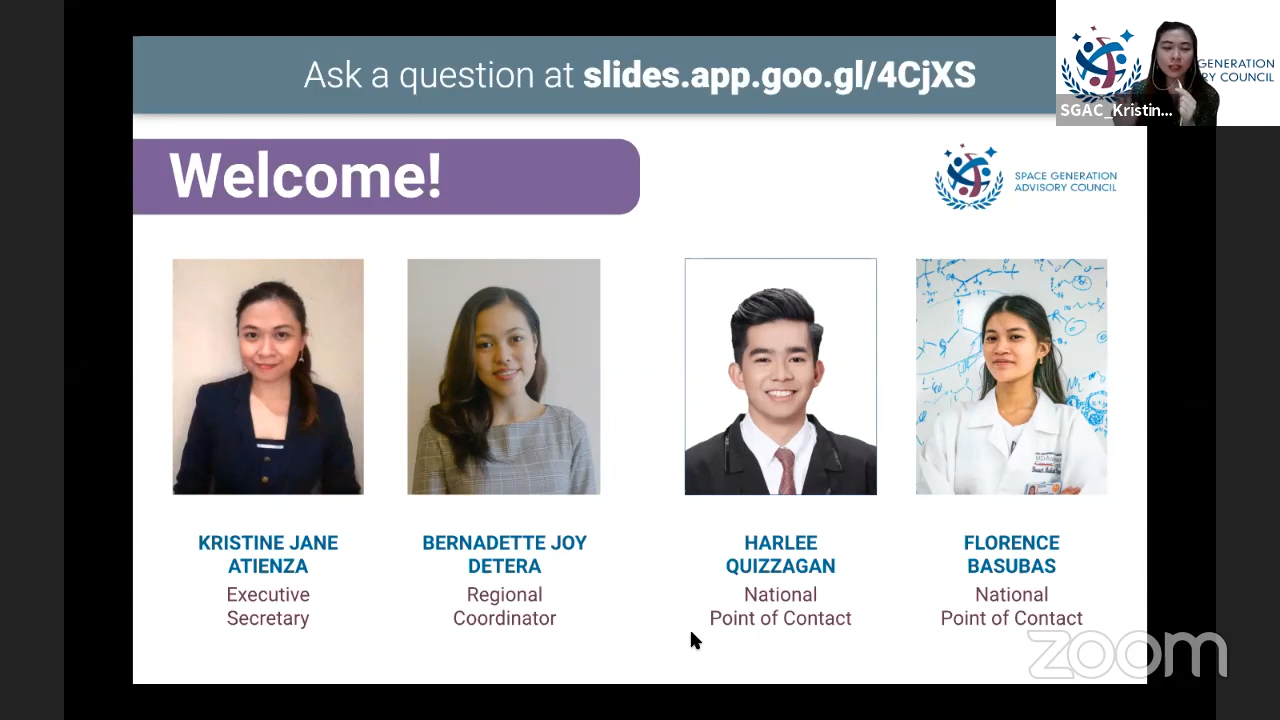 Ask a question at slides.app.goo.gl/4CjXS
GENERATION
RY COUNCIL
SGAC_Kristin...
Welcome!
SPACE GENERATION
ADVISORY COUNCIL
KRISTINE JANE
ATIENZA
Executive
Secretary
BERNADETTE JOY
DETERA
Regional
Coordinator
HARLEE
QUIZZAGAN
National
Point of Contact
FLORENCE
BASUBAS
National
Point of Contact
zoom